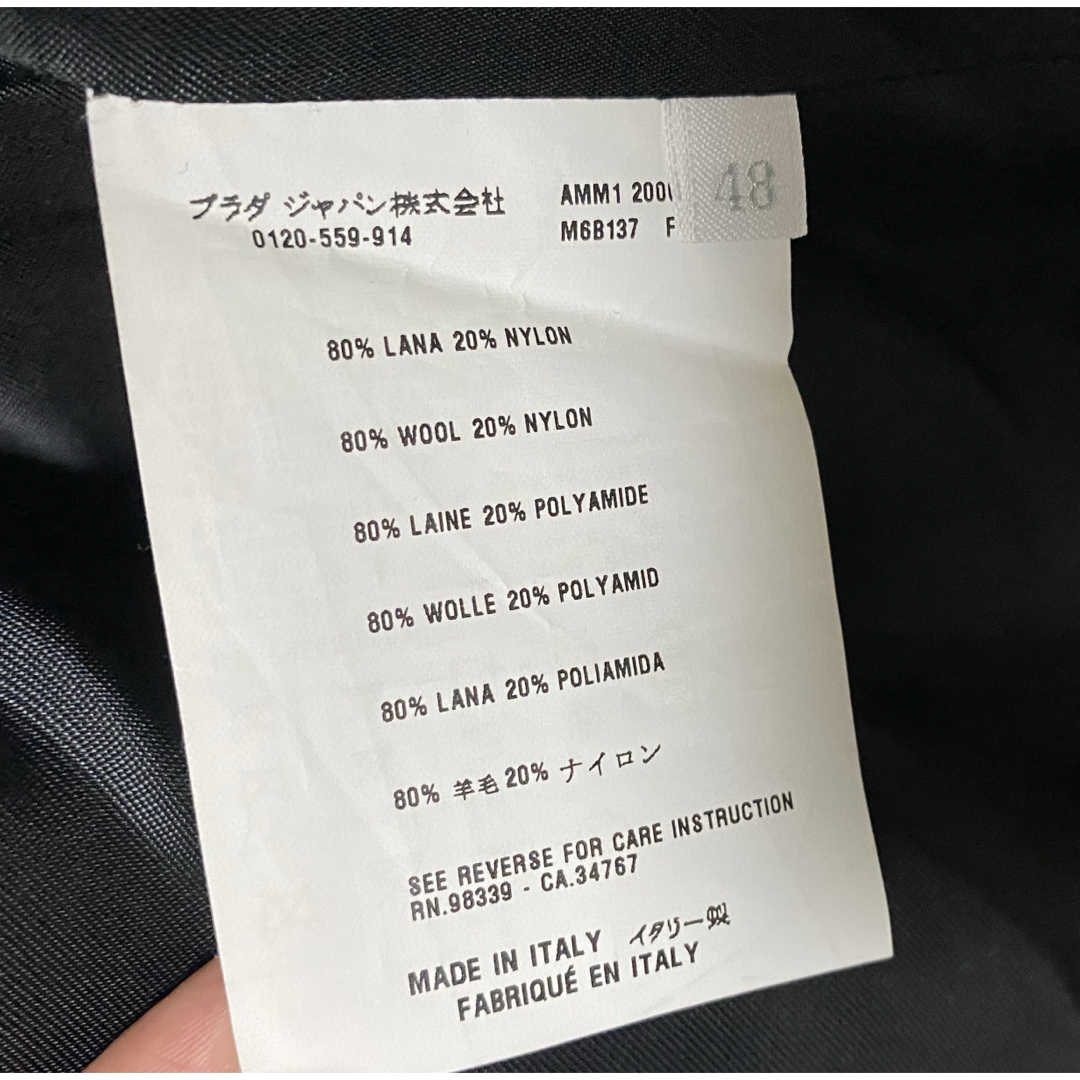 プラダ ジャパン株式会社
0120-559-914
AMM1 200
M6B137 F
48
80% LANA 20% NYLON
80% WOOL 20% NYLON
80% LAINE 20% POLYAMIDE
80% WOLLE 20% POLYAMID
80% LANA 20% POLIAMIDA
80% 羊毛 20% ナイロン
SEE REVERSE FOR CARE INSTRUCTION
RN.98339 - CA.34767
MADE IN ITALY イタリー製
FABRIQUÉ EN ITALY